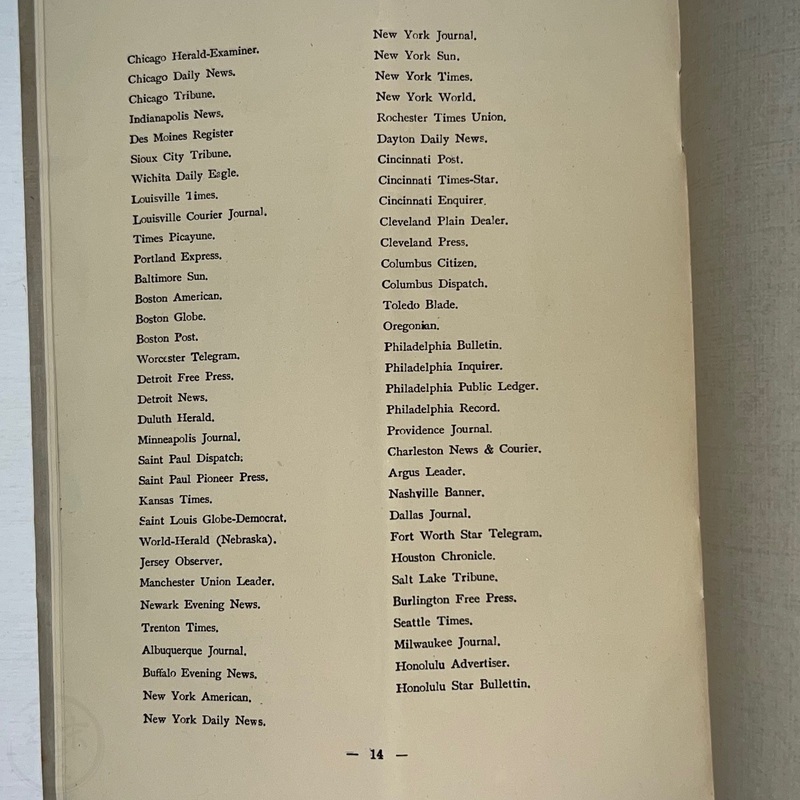 Chicago Herald-Examiner.
Chicago Daily News.
Chicago Tribune.
Indianapolis News.
Des Moines Register
Sioux City Tribune.
Wichita Daily Eagle.
Louisville Times.
Louisville Courier Journal.
Times Picayune.
Portland Express.
Baltimore Sun.
Boston American.
Boston Globe.
Boston Post.
Worcester Telegram.
Detroit Free Press.
Detroit News.
Duluth Herald.
Minneapolis Journal.
Saint Paul Dispatch.
Saint Paul Pioneer Press.
Kansas Times.
Saint Louis Globe-Democrat.
World-Herald (Nebraska).
Jersey Observer.
Manchester Union Leader.
Newark Evening News.
Trenton Times.
Albuquerque Journal.
Buffalo Evening News.
New York American.
New York Daily News.
New York Journal.
New York Sun.
New York Times.
New York World.
Rochester Times Union.
Dayton Daily News.
Cincinnati Post.
Cincinnati Times-Star.
Cincinnati Enquirer.
Cleveland Plain Dealer.
Cleveland Press.
Columbus Citizen.
Columbus Dispatch.
Toledo Blade.
Oregonian.
Philadelphia Bulletin.
Philadelphia Inquirer.
Philadelphia Public Ledger.
Philadelphia Record.
Providence Journal.
Charleston News & Courier.
Argus Leader.
Nashville Banner.
Dallas Journal.
Fort Worth Star Telegram.
Houston Chronicle.
Salt Lake Tribune.
Burlington Free Press.
Seattle Times.
Milwaukee Journal.
Honolulu Advertiser.
Honolulu Star Bullettin.
— 14 —